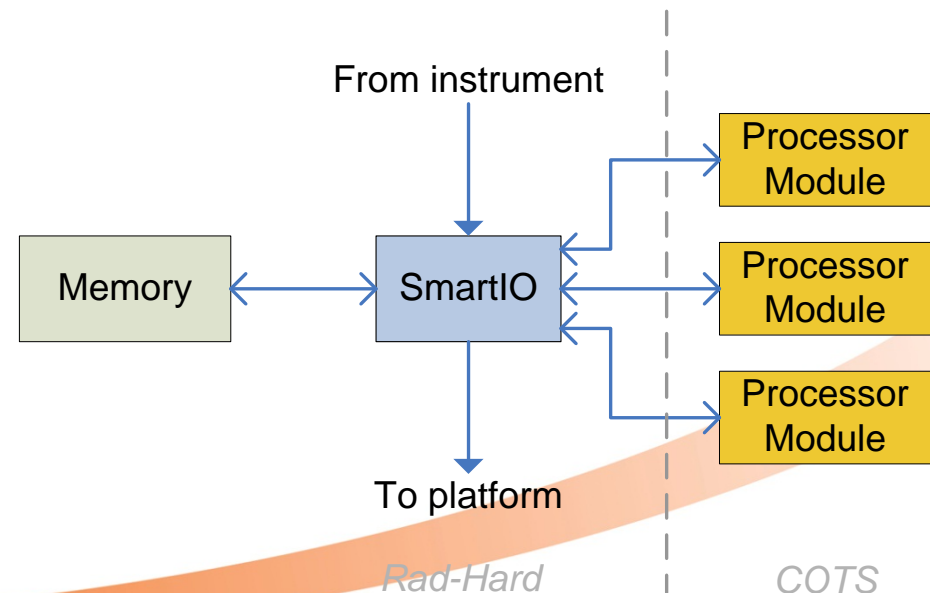 From instrument
Processor
Module
Memory
SmartIO
Processor
Module
Processor
Module
To platform
Rad-Hard
COTS